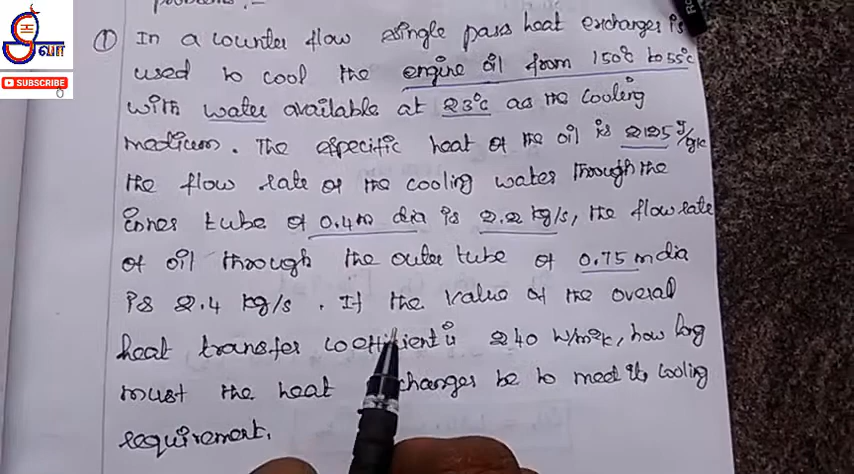 problems :-
சிவா
SUBSCRIBE
① In a counter flow single pass heat exchanger is
used to cool the engine oil from 150°C to 55°C
with water available at 23°C as the cooling
medium. The specific heat of the oil is 2125 J/kgK
the flow rate of the cooling water through the
inner tube of 0.4m dia is 2.2 kg/s, the flow rate
of oil through the outer tube of 0.75 m dia
is 2.4 kg/s. If the value of the overall
heat transfer coefficient is 240 W/m²K, how long
must the heat changer be to meet its cooling
requirement.